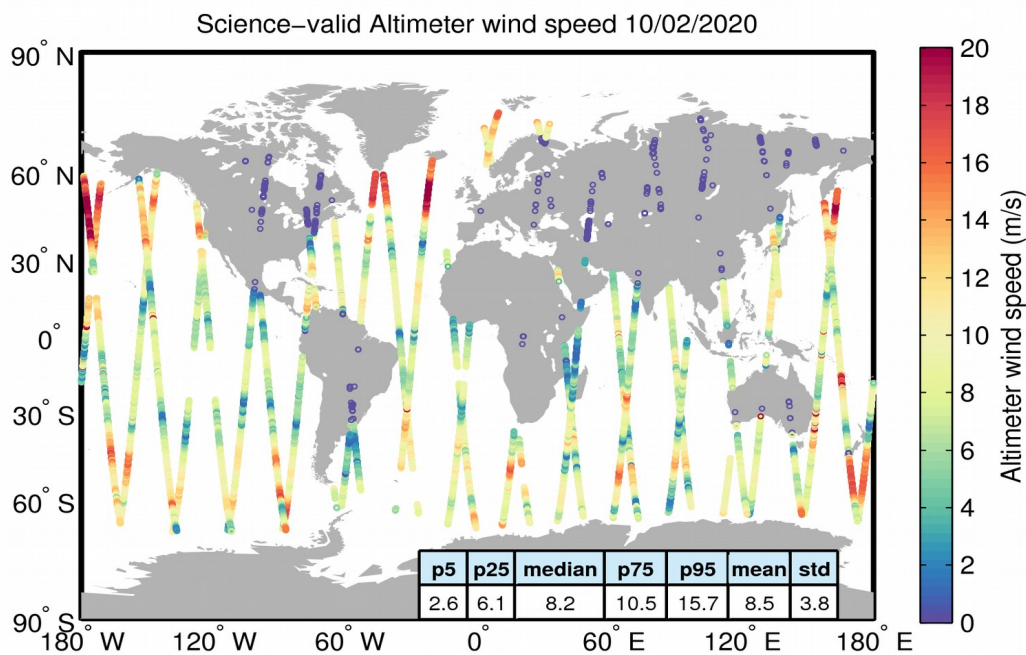 Science−valid Altimeter wind speed 10/02/2020
90° N
60° N
30° N
0°
30° S
60° S
90° S
180° W
120° W
60° W
0°
60° E
120° E
180° E
p5 p25 median p75 p95 mean std
2.6 6.1 8.2 10.5 15.7 8.5 3.8
20
18
16
14
12
10
8
6
4
2
0
Altimeter wind speed (m/s)